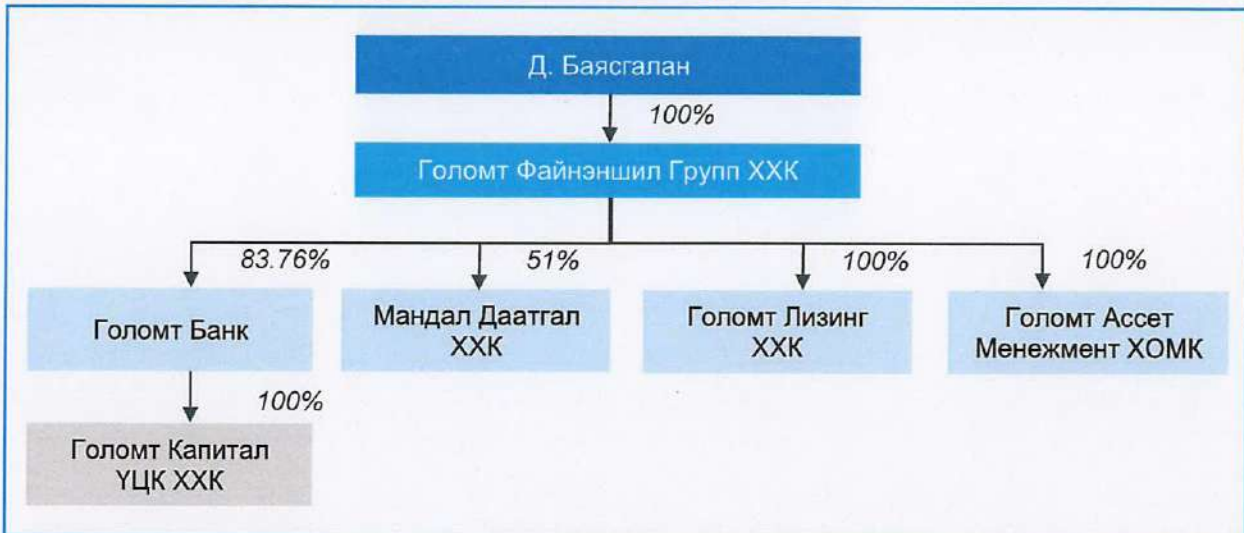 Д. Баясгалан
100%
Голомт Файнэншил Групп ХХК
83.76%
51%
100%
100%
Голомт Банк
Мандал Даатгал
ХХК
Голомт Лизинг
ХХК
Голомт Ассет
Менежмент ХОМК
100%
Голомт Капитал
ҮЦК ХХК